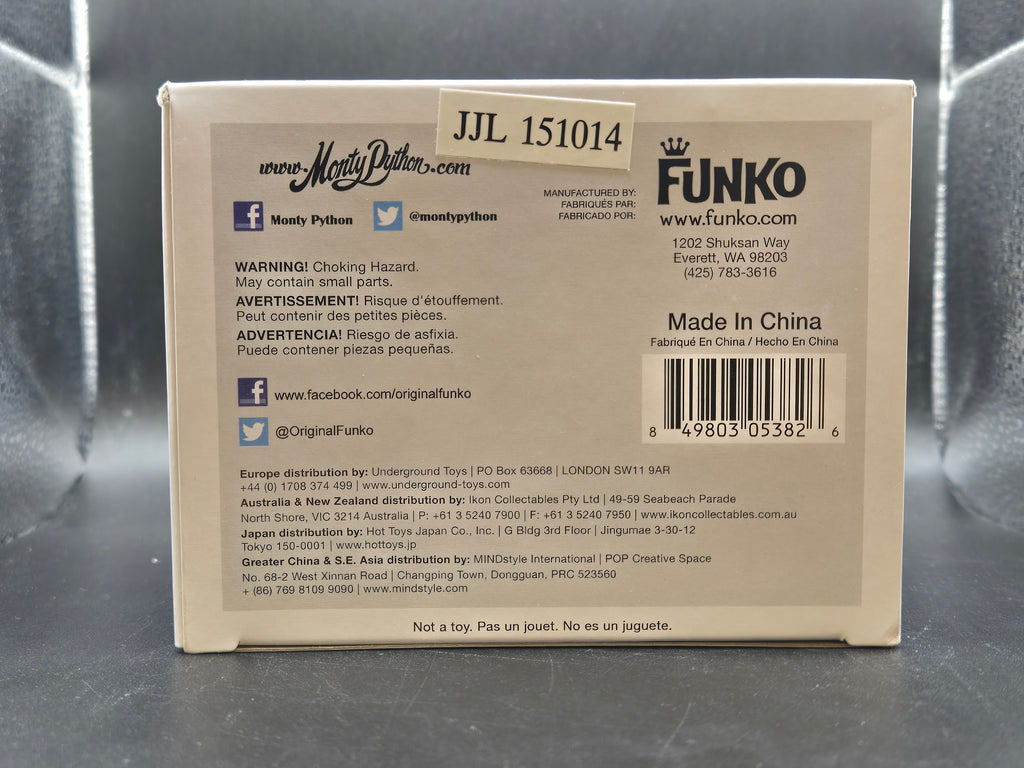 JJL 151014
www.MontyPython.com
Monty Python @montypython
MANUFACTURED BY:
FABRIQUÉS PAR:
FABRICADO POR:
FUNKO
www.funko.com
1202 Shuksan Way
Everett, WA 98203
(425) 783-3616
WARNING! Choking Hazard.
May contain small parts.
AVERTISSEMENT! Risque d'étouffement.
Peut contenir des petites pièces.
ADVERTENCIA! Riesgo de asfixia.
Puede contener piezas pequeñas.
Made In China
Fabriqué En China / Hecho En China
8 49803 05382 6
www.facebook.com/originalfunko
@OriginalFunko
Europe distribution by: Underground Toys | PO Box 63668 | LONDON SW11 9AR
+44 (0) 1708 374 499 | www.underground-toys.com
Australia & New Zealand distribution by: Ikon Collectables Pty Ltd | 49-59 Seabeach Parade
North Shore, VIC 3214 Australia | P: +61 3 5240 7900 | F: +61 3 5240 7950 | www.ikoncollectables.com.au
Japan distribution by: Hot Toys Japan Co., Inc. | G Bldg 3rd Floor | Jingumae 3-30-12
Tokyo 150-0001 | www.hottoys.jp
Greater China & S.E. Asia distribution by: MINDstyle International | POP Creative Space
No. 68-2 West Xinnan Road | Changping Town, Dongguan, PRC 523560
+ (86) 769 8109 9090 | www.mindstyle.com
Not a toy. Pas un jouet. No es un juguete.